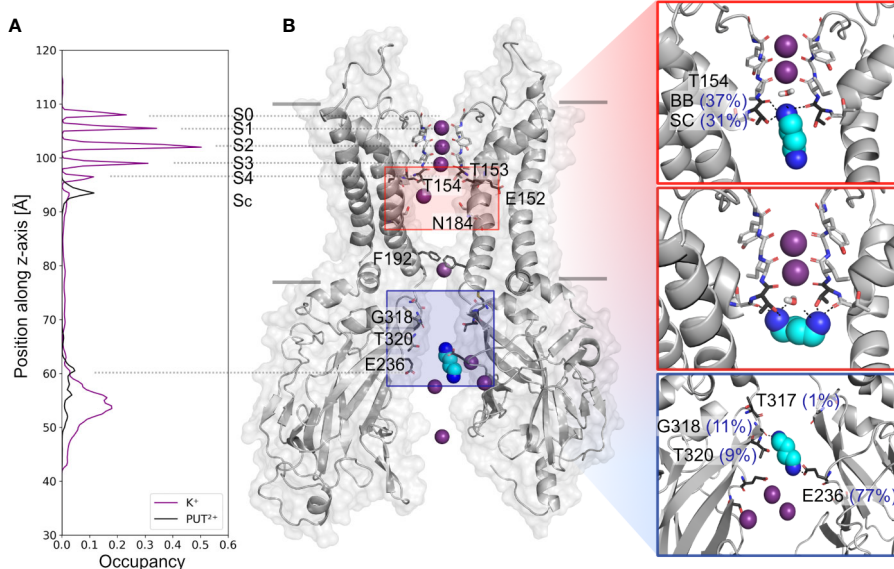 A
B
Position along z-axis [Å]
120
110
100
90
80
70
60
50
40
30
0.0 0.1 0.2 0.3 0.4 0.5 0.6
Occupancy
K⁺
PUT²⁺
S0
S1
S2
S3
S4
Sc
T153
T154
E152
N184
F192
G318
T320
E236
T154
BB (37%)
SC (31%)
T317 (1%)
G318 (11%)
T320 (9%)
E236 (77%)